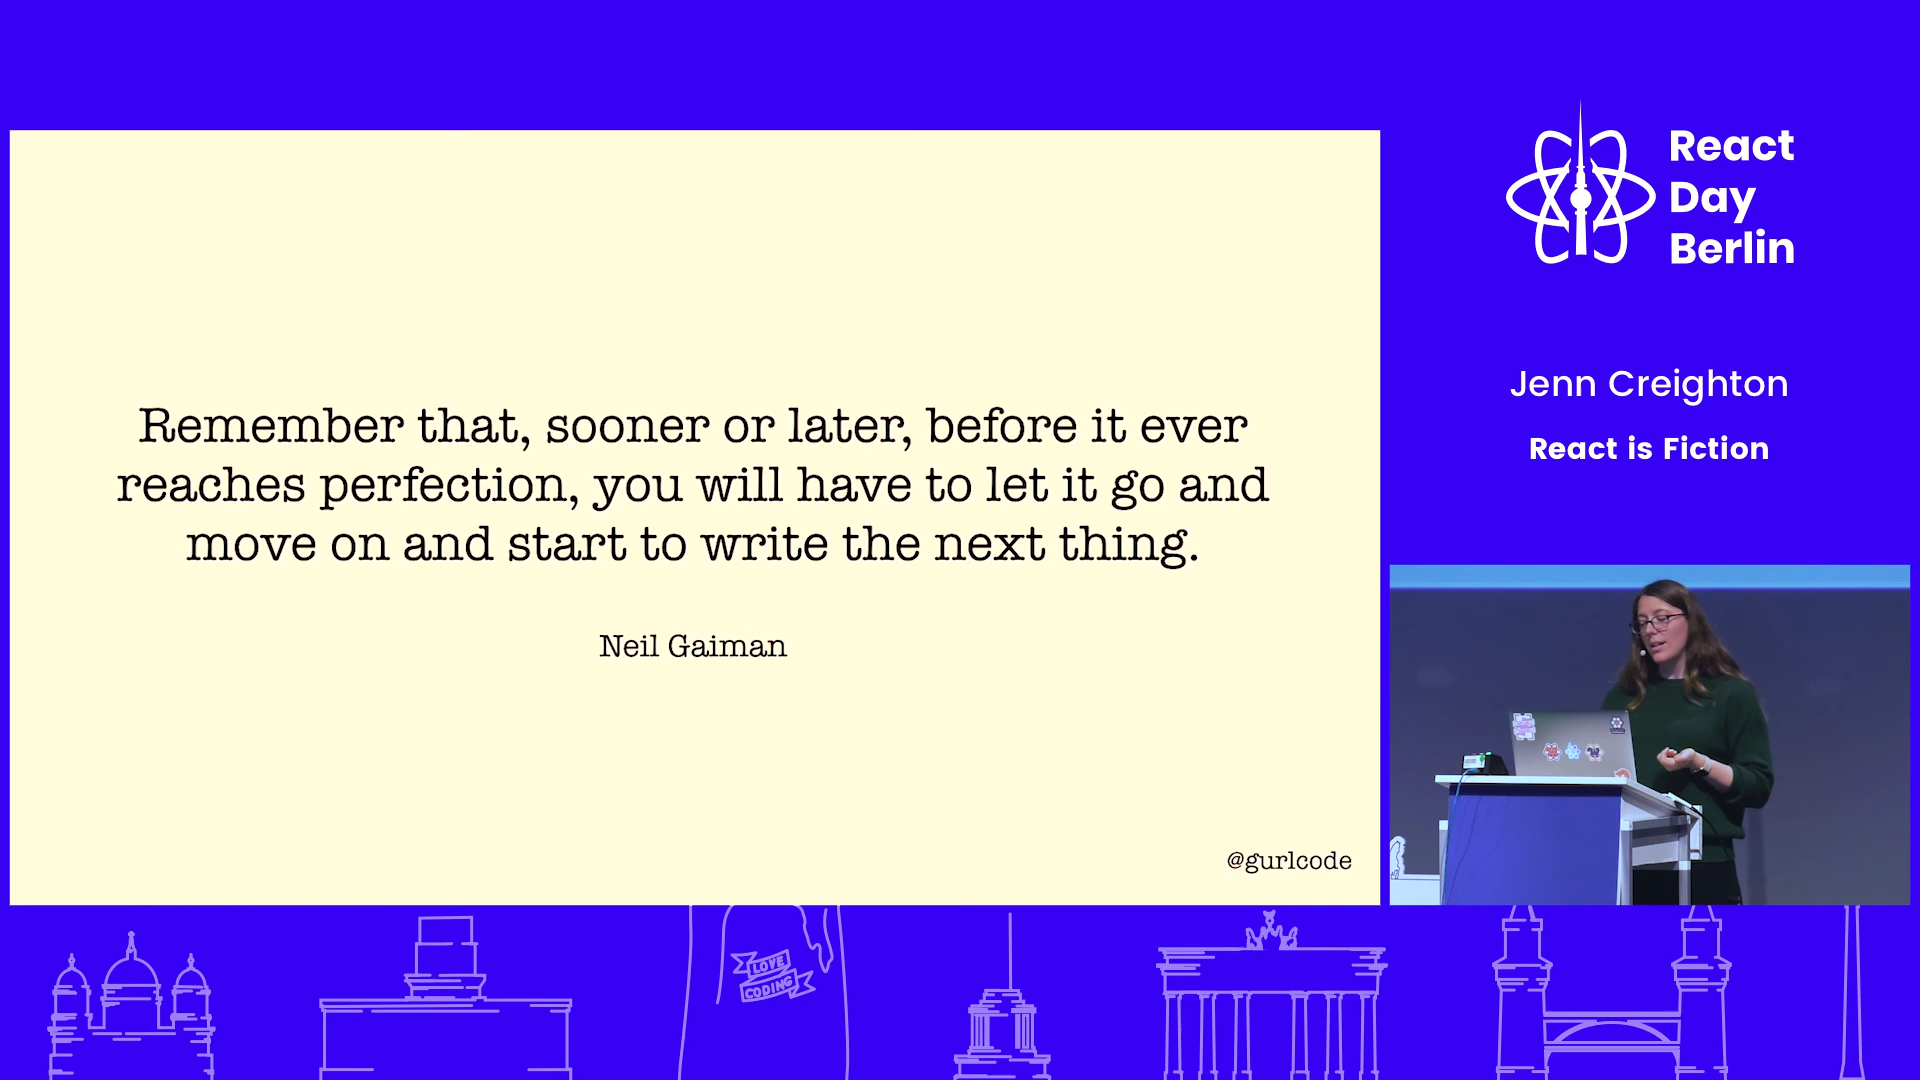 Remember that, sooner or later, before it ever
reaches perfection, you will have to let it go and
move on and start to write the next thing.
Neil Gaiman
@gurlcode
React
Day
Berlin
Jenn Creighton
React is Fiction
LOVE
CODING